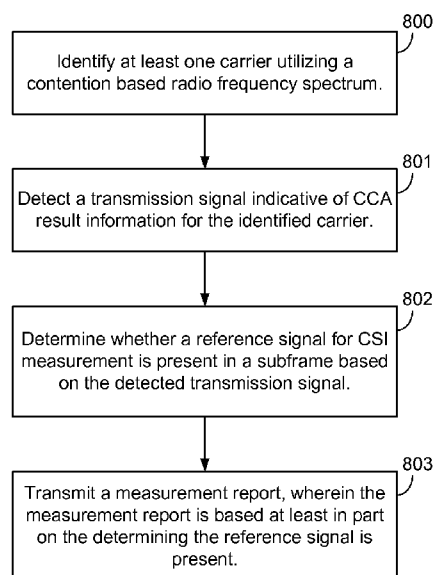 800
Identify at least one carrier utilizing a
contention based radio frequency spectrum.
801
Detect a transmission signal indicative of CCA
result information for the identified carrier.
802
Determine whether a reference signal for CSI
measurement is present in a subframe based
on the detected transmission signal.
803
Transmit a measurement report, wherein the
measurement report is based at least in part
on the determining the reference signal is
present.